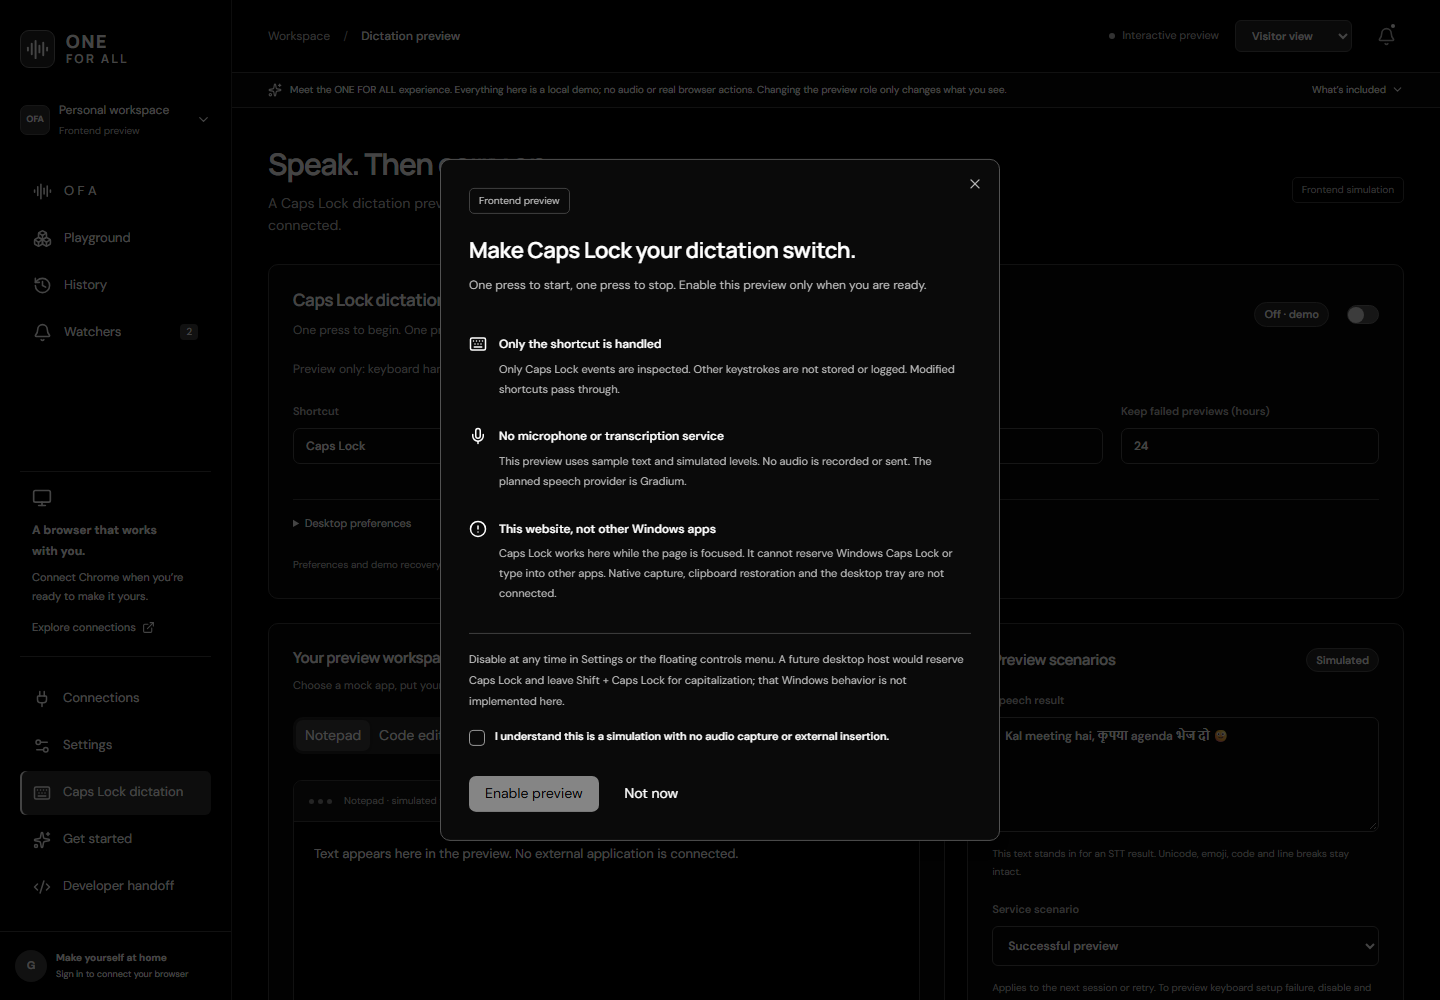 ONE
FOR ALL
OFA
Personal workspace
Frontend preview
O F A
Playground
History
Watchers
2
A browser that works
with you.
Connect Chrome when you're
ready to make it yours.
Explore connections
Connections
Settings
Caps Lock dictation
Get started
Developer handoff
G
Make yourself at home
Sign in to connect your browser
Workspace / Dictation preview
Interactive preview
Visitor view
Meet the ONE FOR ALL experience. Everything here is a local demo; no audio or real browser actions. Changing the preview role only changes what you see.
What's included
Speak. Then
A Caps Lock dictation prev
connected.
Frontend simulation
Caps Lock dictation
One press to begin. One pr
Preview only: keyboard han
Off · demo
Shortcut
Caps Lock
Keep failed previews (hours)
24
Desktop preferences
Preferences and demo recovery
Frontend preview
Make Caps Lock your dictation switch.
One press to start, one press to stop. Enable this preview only when you are ready.
Only the shortcut is handled
Only Caps Lock events are inspected. Other keystrokes are not stored or logged. Modified
shortcuts pass through.
No microphone or transcription service
This preview uses sample text and simulated levels. No audio is recorded or sent. The
planned speech provider is Gradium.
This website, not other Windows apps
Caps Lock works here while the page is focused. It cannot reserve Windows Caps Lock or
type into other apps. Native capture, clipboard restoration and the desktop tray are not
connected.
Disable at any time in Settings or the floating controls menu. A future desktop host would reserve
Caps Lock and leave Shift + Caps Lock for capitalization; that Windows behavior is not
implemented here.
I understand this is a simulation with no audio capture or external insertion.
Enable preview
Not now
Your preview workspa
Choose a mock app, put your
Notepad
Code edit
Notepad · simulated
Text appears here in the preview. No external application is connected.
Preview scenarios
Simulated
peech result
Kal meeting hai, कृपया agenda भेज दो
This text stands in for an STT result. Unicode, emoji, code and line breaks stay
intact.
Service scenario
Successful preview
Applies to the next session or retry. To preview keyboard setup failure, disable and